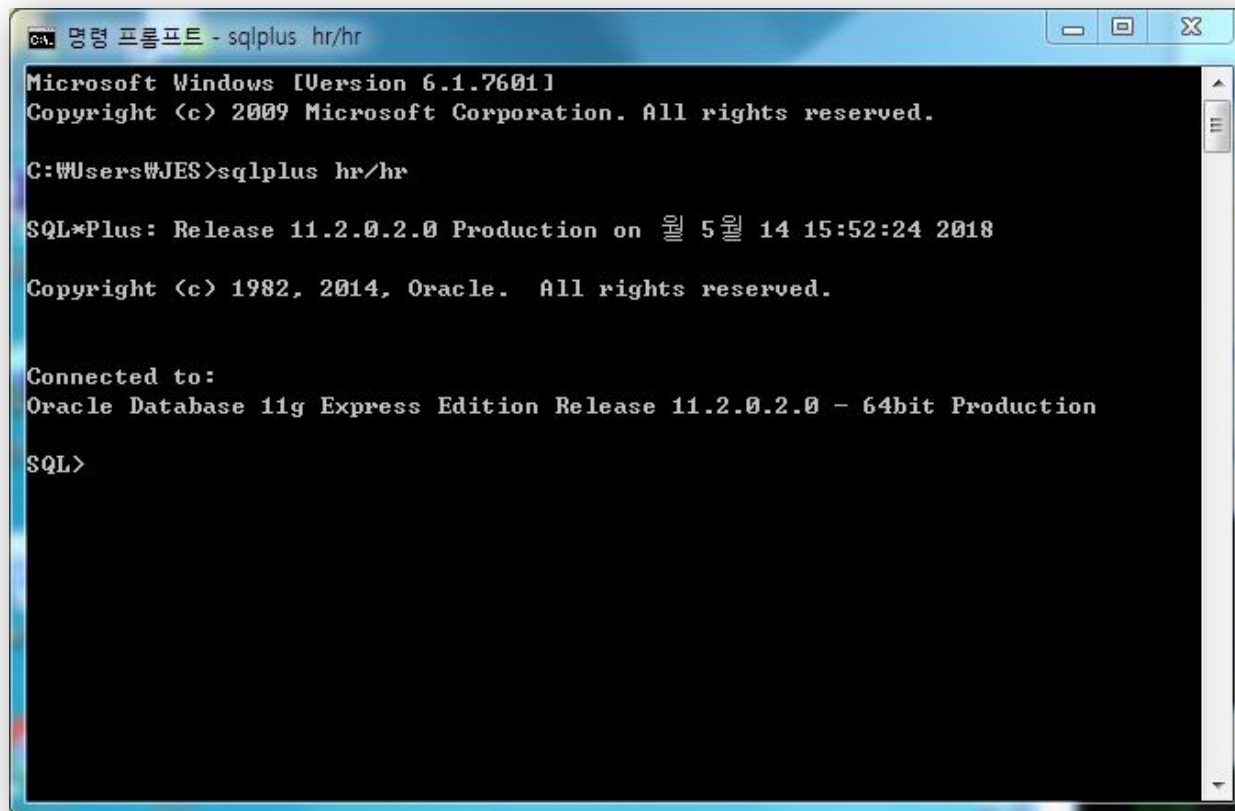 명령 프롬프트 - sqlplus  hr/hr
Microsoft Windows [Version 6.1.7601]
Copyright (c) 2009 Microsoft Corporation. All rights reserved.
C:₩Users₩JES>sqlplus hr/hr
SQL*Plus: Release 11.2.0.2.0 Production on 월 5월 14 15:52:24 2018
Copyright (c) 1982, 2014, Oracle.  All rights reserved.
Connected to:
Oracle Database 11g Express Edition Release 11.2.0.2.0 - 64bit Production
SQL>